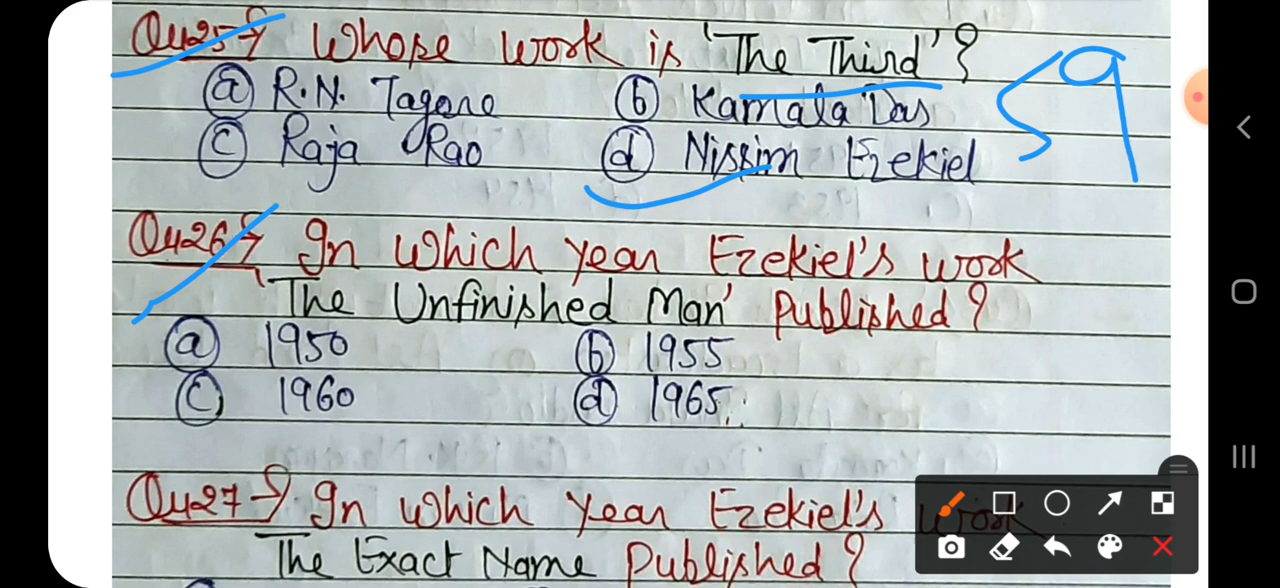 Qu25→ Whose work is 'The Third'?
(a) R.N. Tagore (b) Kamala Das
(c) Raja Rao (d) Nissim Ezekiel
59
Qu26→ In which year Ezekiel's work
'The Unfinished Man' Published?
(a) 1950 (b) 1955
(c) 1960 (d) 1965
Qu27→ In which year Ezekiel's work
The Exact Name Published?